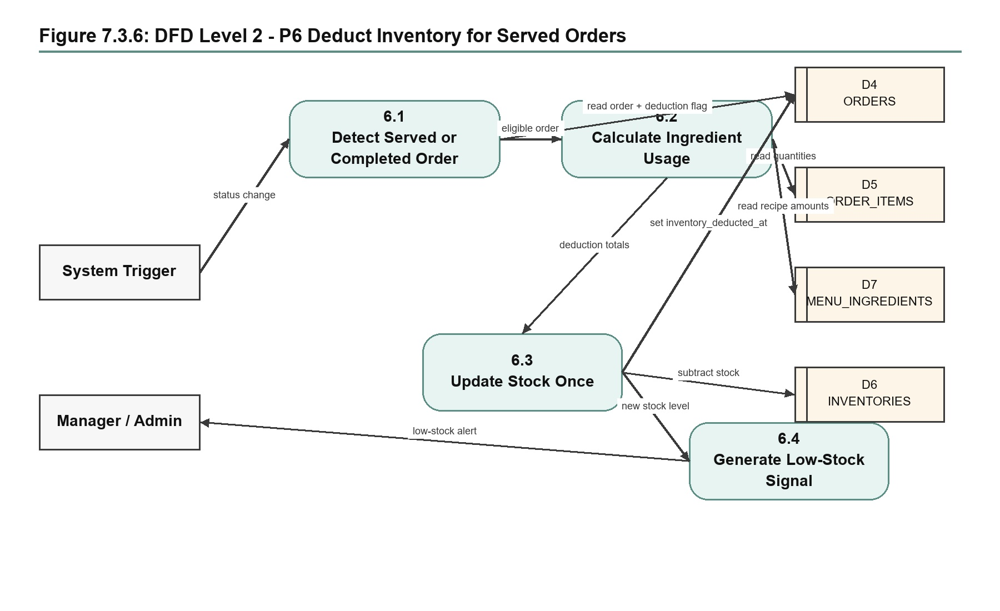 Figure 7.3.6: DFD Level 2 - P6 Deduct Inventory for Served Orders
D4
ORDERS
read order + deduction flag
6.1
Detect Served or
Completed Order
eligible order
6.2
Calculate Ingredient
Usage
read quantities
D5
ORDER_ITEMS
status change
read recipe amounts
set inventory_deducted_at
deduction totals
System Trigger
D7
MENU_INGREDIENTS
6.3
Update Stock Once
subtract stock
D6
INVENTORIES
new stock level
Manager / Admin
low-stock alert
6.4
Generate Low-Stock
Signal